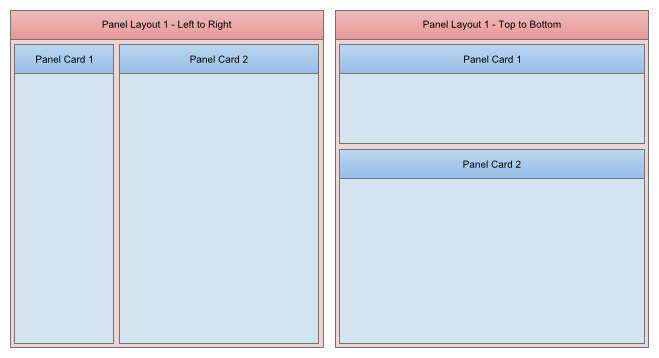 Panel Layout 1 - Left to Right
Panel Card 1
Panel Card 2
Panel Layout 1 - Top to Bottom
Panel Card 1
Panel Card 2